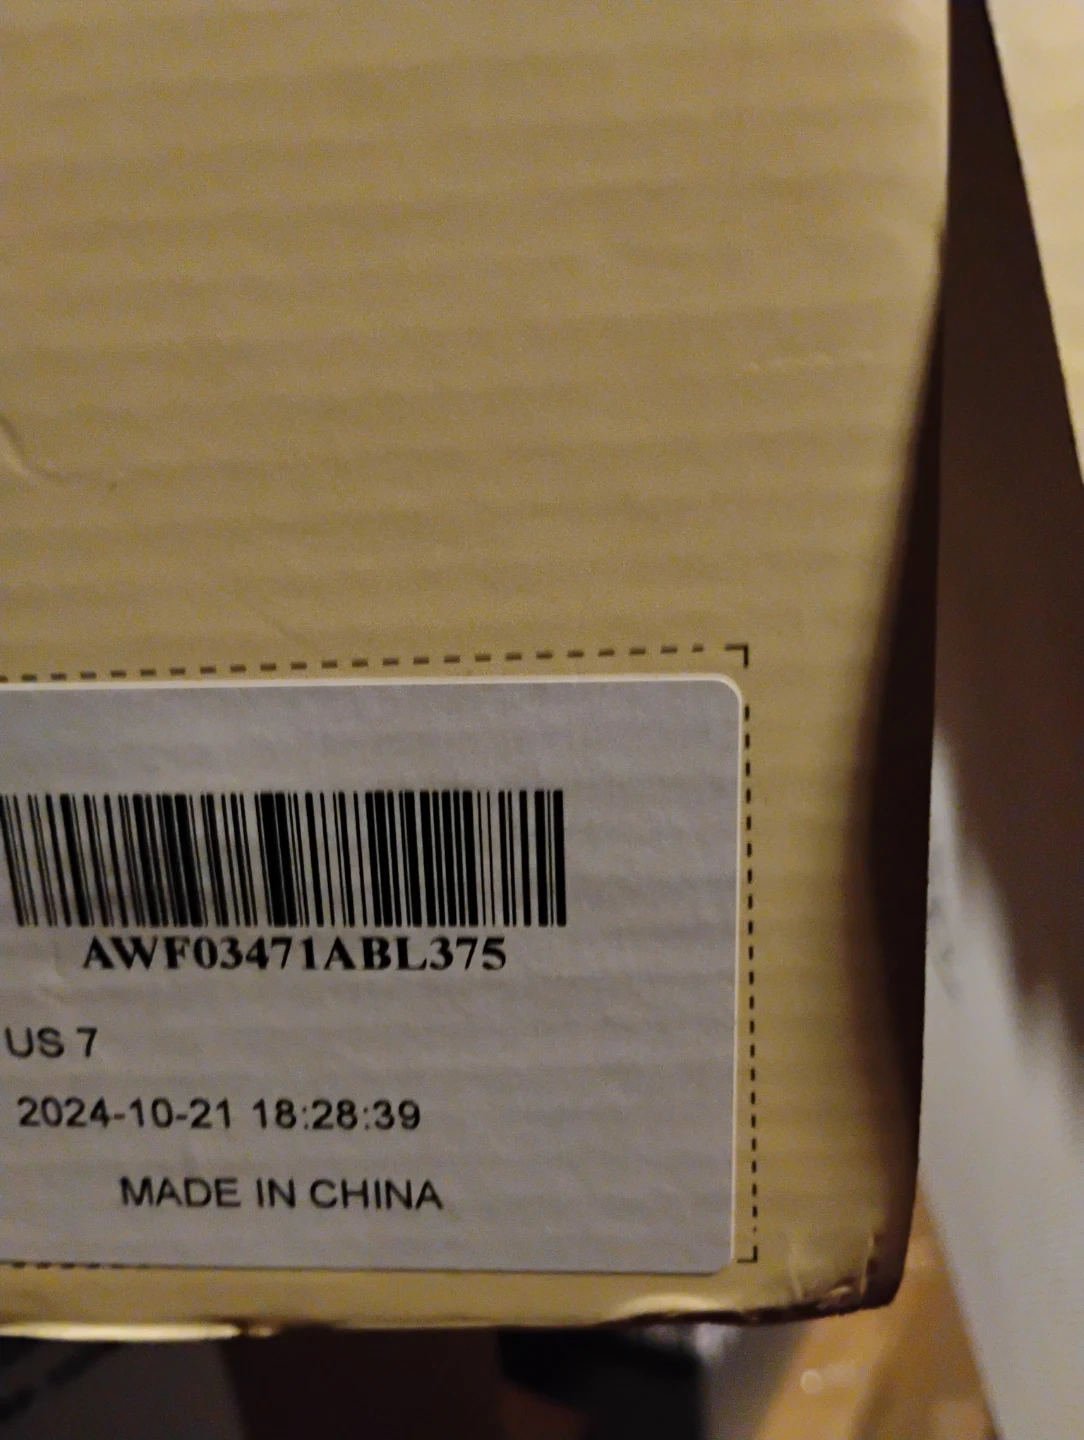 AWF03471ABL375
US 7
2024-10-21 18:28:39
MADE IN CHINA